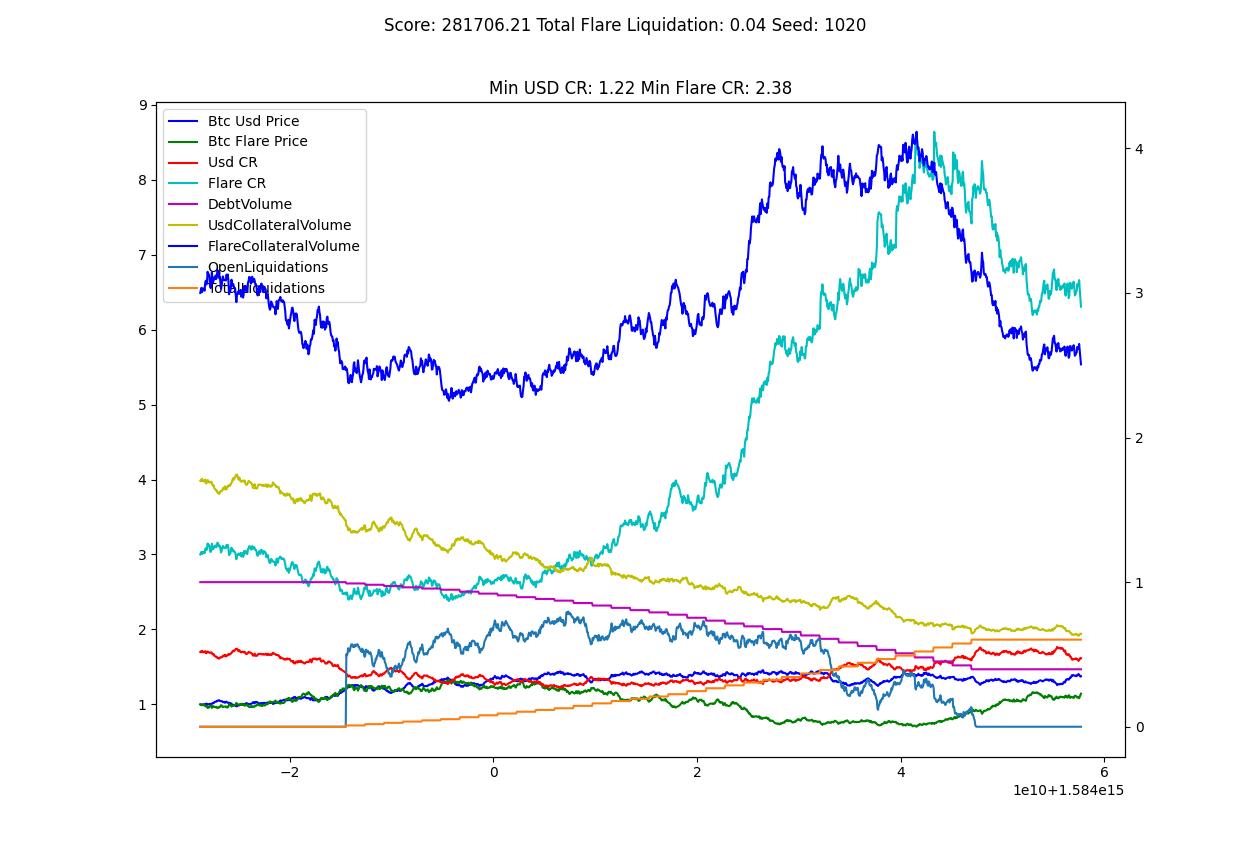 Score: 281706.21 Total Flare Liquidation: 0.04 Seed: 1020
Min USD CR: 1.22 Min Flare CR: 2.38
Btc Usd Price
Btc Flare Price
Usd CR
Flare CR
DebtVolume
UsdCollateralVolume
FlareCollateralVolume
OpenLiquidations
TotalLiquidations
9
8
7
6
5
4
3
2
1
4
3
2
1
0
−2
0
2
4
6
1e10+1.584e15